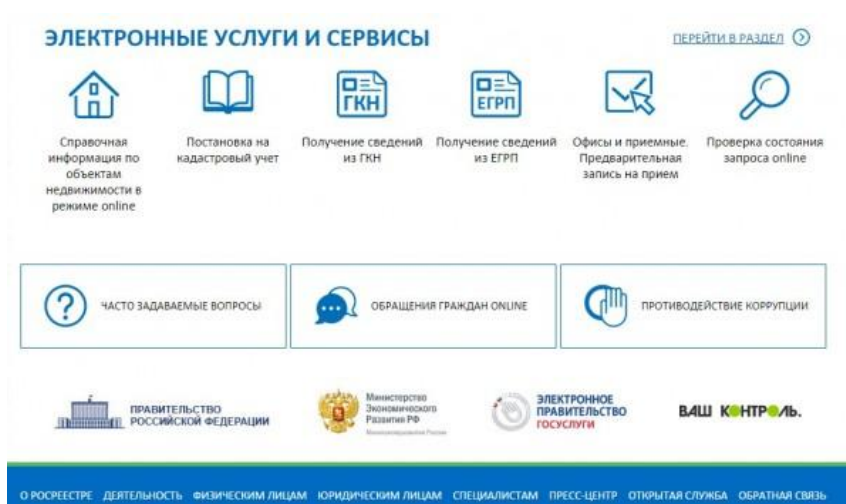 ЭЛЕКТРОННЫЕ УСЛУГИ И СЕРВИСЫ
ПЕРЕЙТИ В РАЗДЕЛ
ГКН
ЕГРП
Справочная
информация по
объектам
недвижимости в
режиме online
Постановка на
кадастровый учет
Получение сведений
из ГКН
Получение сведений
из ЕГРП
Офисы и приемные.
Предварительная
запись на прием
Проверка состояния
запроса online
?
ЧАСТО ЗАДАВАЕМЫЕ ВОПРОСЫ
ОБРАЩЕНИЯ ГРАЖДАН ONLINE
ПРОТИВОДЕЙСТВИЕ КОРРУПЦИИ
ПРАВИТЕЛЬСТВО
РОССИЙСКОЙ ФЕДЕРАЦИИ
Министерство
Экономического
Развития РФ
ЭЛЕКТРОННОЕ
ПРАВИТЕЛЬСТВО
ГОСУСЛУГИ
ВАШ КОНТРОЛЬ.
О РОСРЕЕСТРЕ ДЕЯТЕЛЬНОСТЬ ФИЗИЧЕСКИМ ЛИЦАМ ЮРИДИЧЕСКИМ ЛИЦАМ СПЕЦИАЛИСТАМ ПРЕСС-ЦЕНТР ОТКРЫТАЯ СЛУЖБА ОБРАТНАЯ СВЯЗЬ